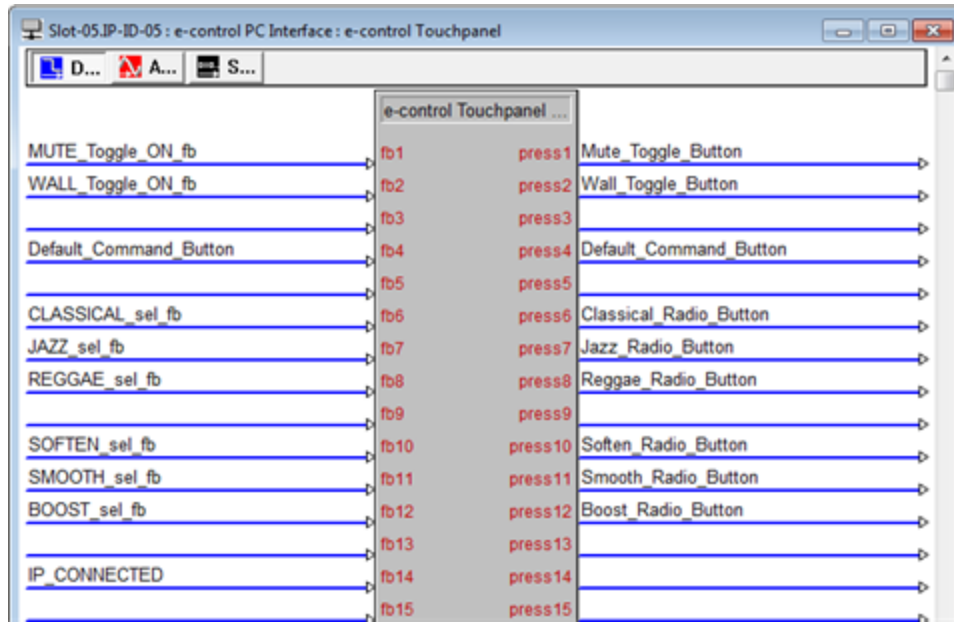 Slot-05.IP-ID-05 : e-control PC Interface : e-control Touchpanel
D... A... S...
e-control Touchpanel ...
MUTE_Toggle_ON_fb fb1 press1 Mute_Toggle_Button
WALL_Toggle_ON_fb fb2 press2 Wall_Toggle_Button
fb3 press3
Default_Command_Button fb4 press4 Default_Command_Button
fb5 press5
CLASSICAL_sel_fb fb6 press6 Classical_Radio_Button
JAZZ_sel_fb fb7 press7 Jazz_Radio_Button
REGGAE_sel_fb fb8 press8 Reggae_Radio_Button
fb9 press9
SOFTEN_sel_fb fb10 press10 Soften_Radio_Button
SMOOTH_sel_fb fb11 press11 Smooth_Radio_Button
BOOST_sel_fb fb12 press12 Boost_Radio_Button
fb13 press13
IP_CONNECTED fb14 press14
fb15 press15